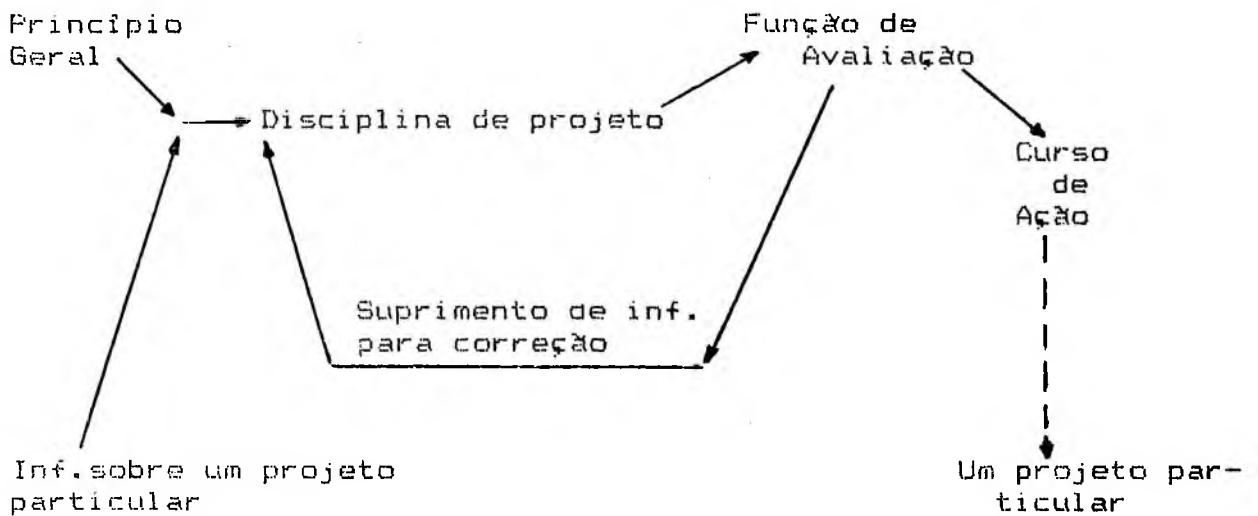 Princípio
Geral
Função de
Avaliação
Disciplina de projeto
Curso
de
Ação
Suprimento de inf.
para correção
Inf.sobre um projeto
particular
Um projeto par-
ticular